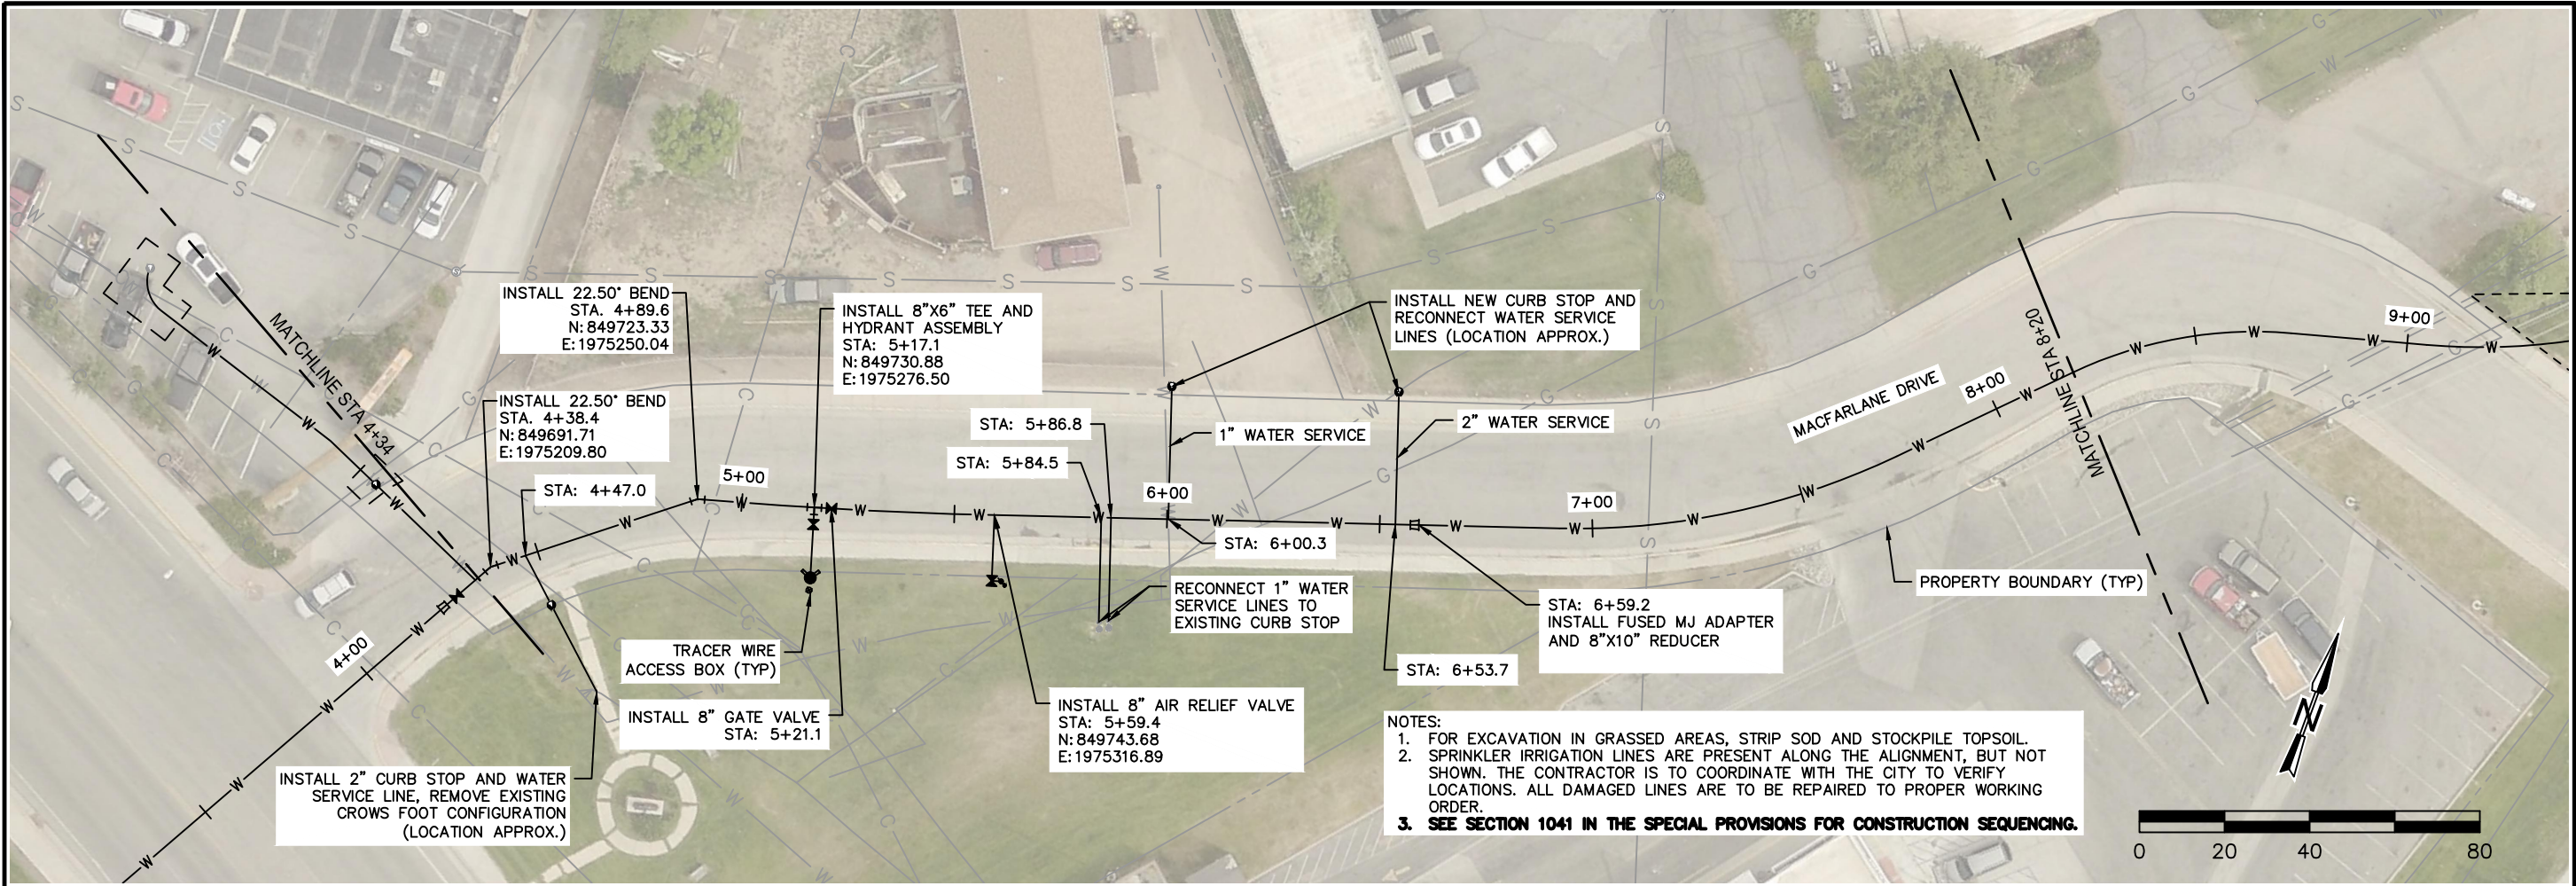 INSTALL 22.50° BEND
STA. 4+89.6
N:849723.33
E:1975250.04
INSTALL 8"X6" TEE AND
HYDRANT ASSEMBLY
STA: 5+17.1
N:849730.88
E:1975276.50
INSTALL NEW CURB STOP AND
RECONNECT WATER SERVICE
LINES (LOCATION APPROX.)
MATCHLINE STA 4+34
INSTALL 22.50° BEND
STA. 4+38.4
N:849691.71
E:1975209.80
STA: 4+47.0
5+00
STA: 5+86.8
STA: 5+84.5
1" WATER SERVICE
2" WATER SERVICE
6+00
STA: 6+00.3
7+00
MACFARLANE DRIVE
8+00
MATCHLINE STA 8+20
9+00
4+00
TRACER WIRE
ACCESS BOX (TYP)
INSTALL 8" GATE VALVE
STA: 5+21.1
INSTALL 2" CURB STOP AND WATER
SERVICE LINE, REMOVE EXISTING
CROWS FOOT CONFIGURATION
(LOCATION APPROX.)
RECONNECT 1" WATER
SERVICE LINES TO
EXISTING CURB STOP
INSTALL 8" AIR RELIEF VALVE
STA: 5+59.4
N:849743.68
E:1975316.89
STA: 6+53.7
STA: 6+59.2
INSTALL FUSED MJ ADAPTER
AND 8"X10" REDUCER
PROPERTY BOUNDARY (TYP)
NOTES:
1. FOR EXCAVATION IN GRASSED AREAS, STRIP SOD AND STOCKPILE TOPSOIL.
2. SPRINKLER IRRIGATION LINES ARE PRESENT ALONG THE ALIGNMENT, BUT NOT
SHOWN. THE CONTRACTOR IS TO COORDINATE WITH THE CITY TO VERIFY
LOCATIONS. ALL DAMAGED LINES ARE TO BE REPAIRED TO PROPER WORKING
ORDER.
3. SEE SECTION 1041 IN THE SPECIAL PROVISIONS FOR CONSTRUCTION SEQUENCING.
N
0 20 40 80